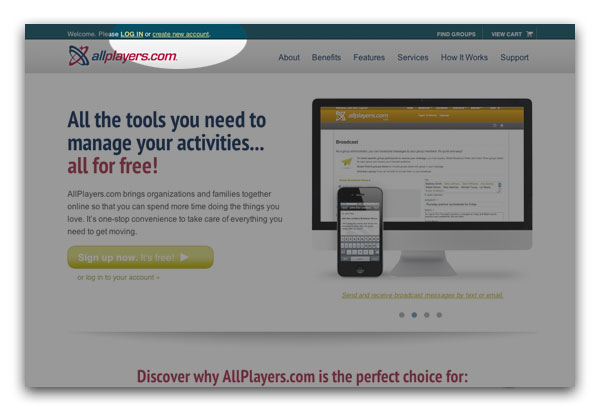 Welcome. Please LOG IN or create new account.
FIND GROUPS
VIEW CART
allplayers.com
About
Benefits
Features
Services
How It Works
Support
All the tools you need to
manage your activities...
all for free!
AllPlayers.com brings organizations and families together
online so that you can spend more time doing the things you
love. It's one-stop convenience to take care of everything you
need to get moving.
Sign up now. It's free!
or log in to your account »
allplayers.com
Broadcast
Send and receive broadcast messages by text or email.
Discover why AllPlayers.com is the perfect choice for: